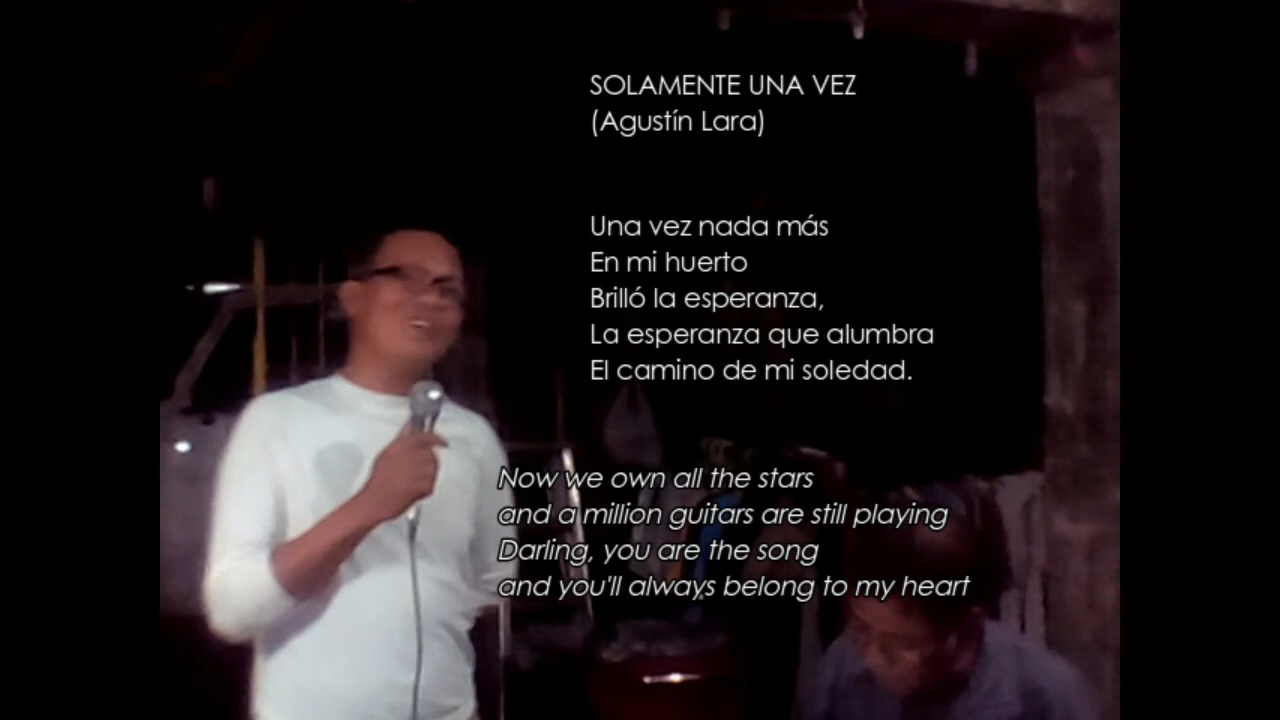 SOLAMENTE UNA VEZ
(Agustín Lara)
Una vez nada más
En mi huerto
Brilló la esperanza,
La esperanza que alumbra
El camino de mi soledad.
Now we own all the stars
and a million guitars are still playing
Darling, you are the song
and you'll always belong to my heart